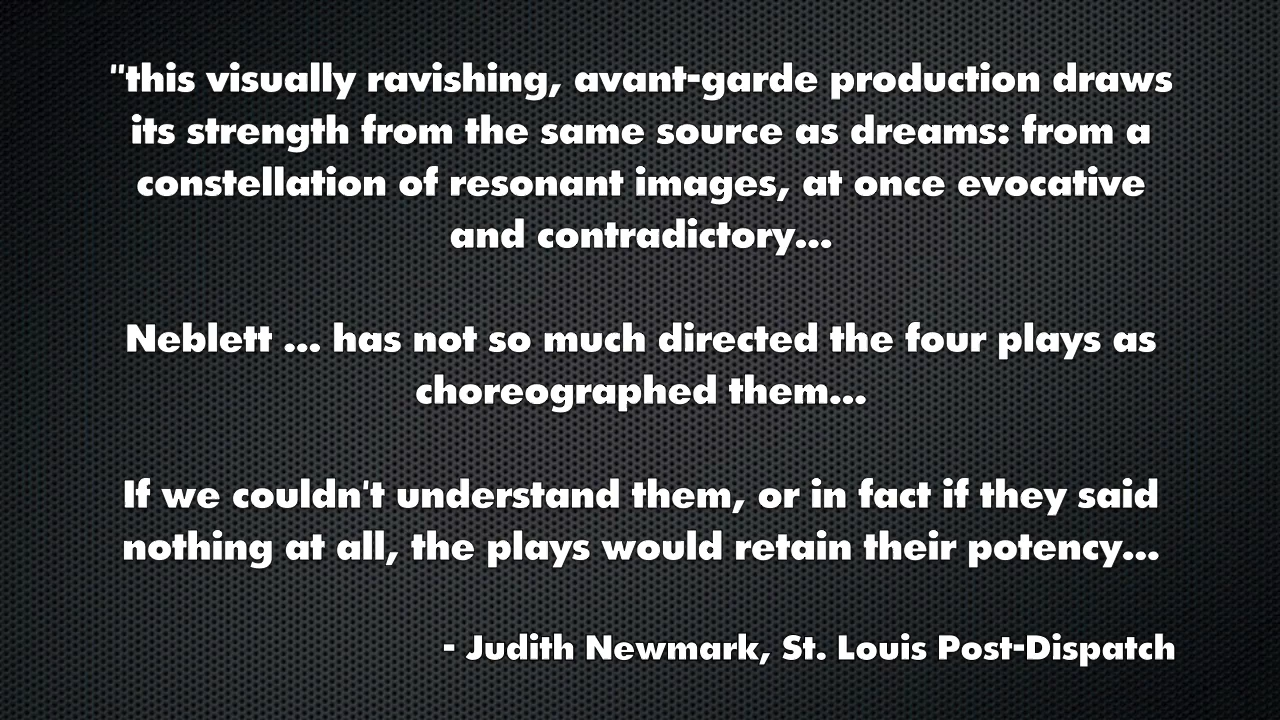 "this visually ravishing, avant-garde production draws
its strength from the same source as dreams: from a
constellation of resonant images, at once evocative
and contradictory...
Neblett ... has not so much directed the four plays as
choreographed them...
If we couldn't understand them, or in fact if they said
nothing at all, the plays would retain their potency...
- Judith Newmark, St. Louis Post-Dispatch